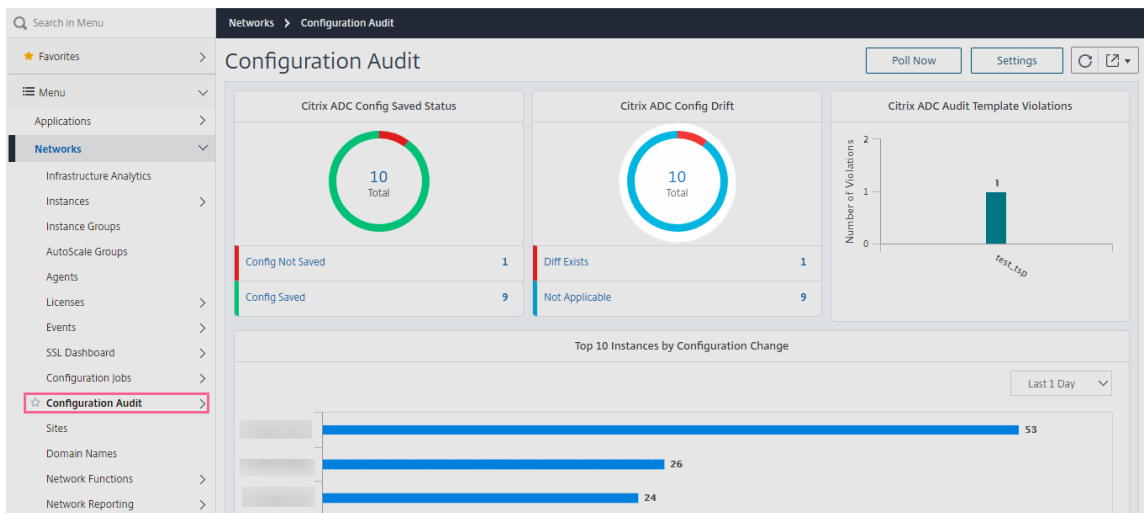 Search in Menu
Favorites
Menu
Applications
Networks
Infrastructure Analytics
Instances
Instance Groups
AutoScale Groups
Agents
Licenses
Events
SSL Dashboard
Configuration Jobs
Configuration Audit
Sites
Domain Names
Network Functions
Network Reporting
Networks > Configuration Audit
Configuration Audit
Poll Now
Settings
Citrix ADC Config Saved Status
10
Total
Config Not Saved 1
Config Saved 9
Citrix ADC Config Drift
10
Total
Diff Exists 1
Not Applicable 9
Citrix ADC Audit Template Violations
Number of Violations
2
1
0
1
test_tsp
Top 10 Instances by Configuration Change
Last 1 Day
53
26
24